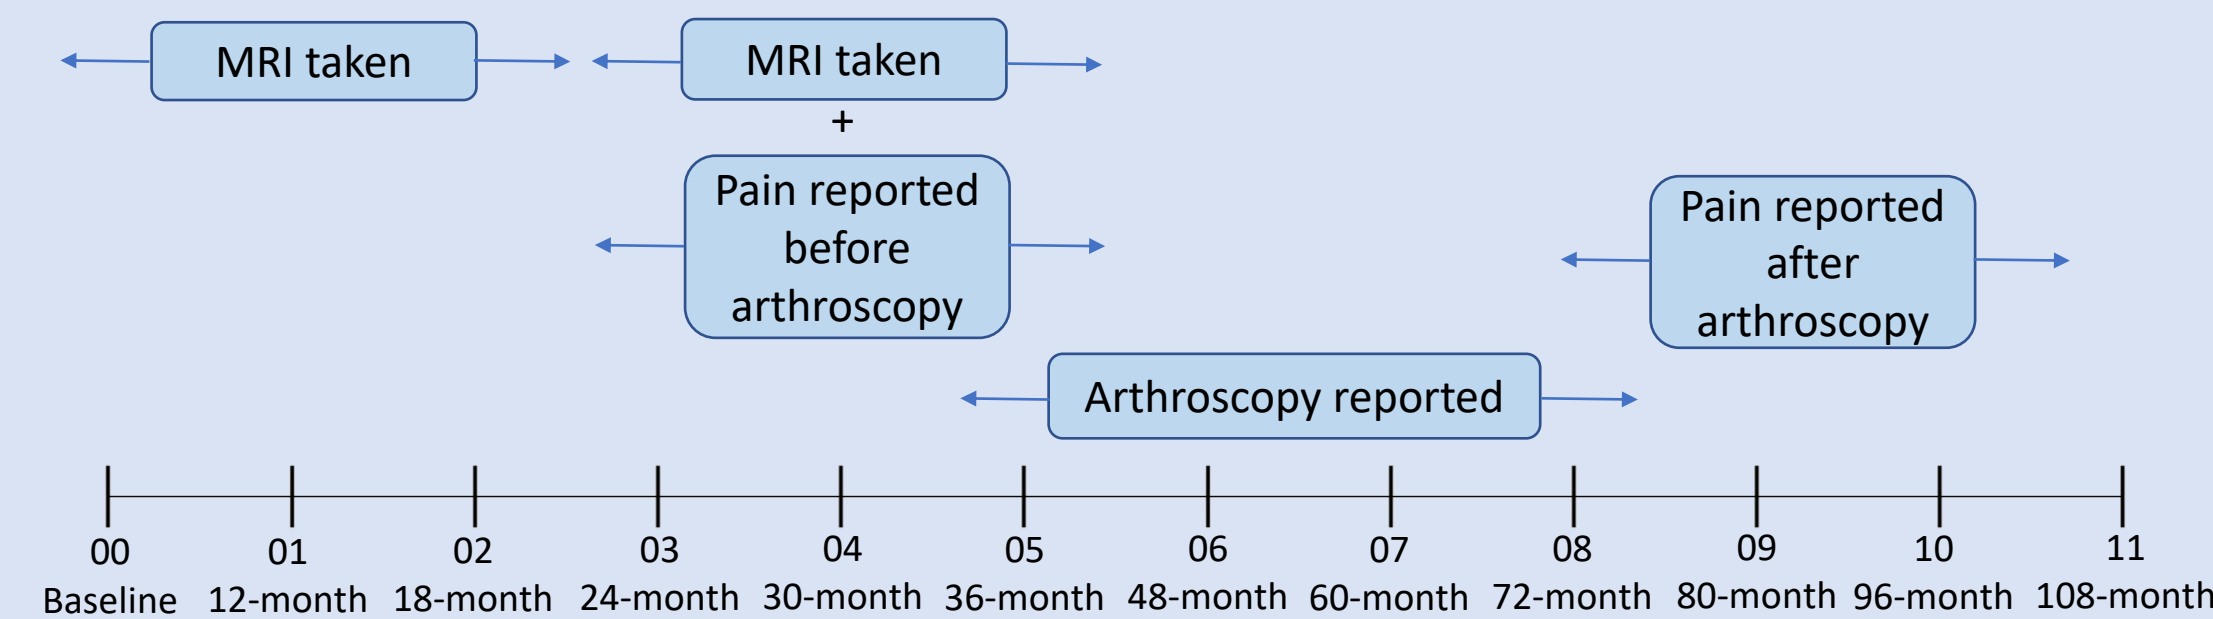 MRI taken
MRI taken
+
Pain reported
before
arthroscopy
Pain reported
after
arthroscopy
Arthroscopy reported
00 01 02 03 04 05 06 07 08 09 10 11
Baseline 12-month 18-month 24-month 30-month 36-month 48-month 60-month 72-month 80-month 96-month 108-month